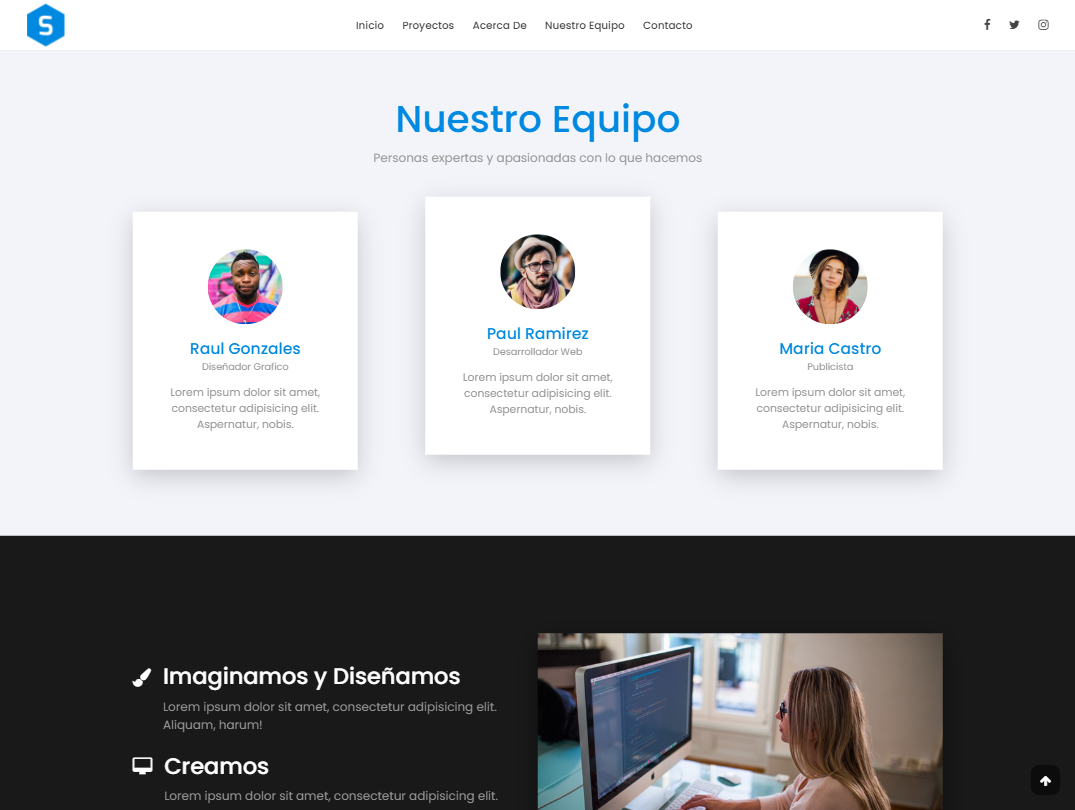 S
Inicio Proyectos Acerca De Nuestro Equipo Contacto
Nuestro Equipo
Personas expertas y apasionadas con lo que hacemos
Raul Gonzales
Diseñador Grafico
Lorem ipsum dolor sit amet,
consectetur adipisicing elit.
Aspernatur, nobis.
Paul Ramirez
Desarrollador Web
Lorem ipsum dolor sit amet,
consectetur adipisicing elit.
Aspernatur, nobis.
Maria Castro
Publicista
Lorem ipsum dolor sit amet,
consectetur adipisicing elit.
Aspernatur, nobis.
Imaginamos y Diseñamos
Lorem ipsum dolor sit amet, consectetur adipisicing elit.
Aliquam, harum!
Creamos
Lorem ipsum dolor sit amet, consectetur adipisicing elit.